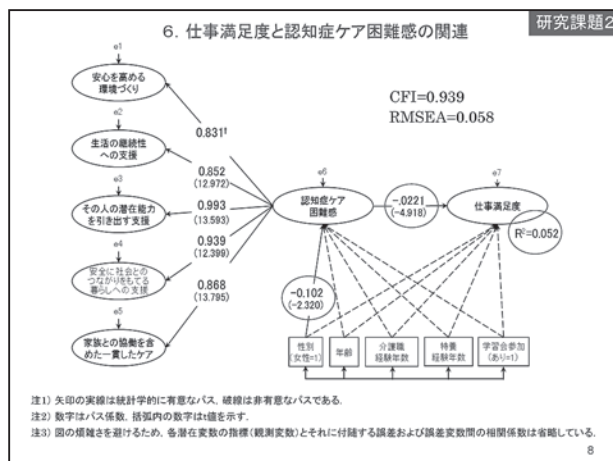 研究課題2
6．仕事満足度と認知症ケア困難感の関連
e1
安心を高める
環境づくり
e2
生活の継続性
への支援
e3
その人の潜在能力
を引き出す支援
e4
安全に社会との
つながりをもてる
暮らしへの支援
e5
家族との協働を含
めた一貫したケア
0.831†
0.852
(12.972)
0.993
(13.593)
0.939
(12.399)
0.868
(13.795)
CFI=0.939
RMSEA=0.058
e6
認知症ケア
困難感
-.0221
(-4.918)
e7
仕事満足度
R²=0.052
-0.102
(-2.320)
性別
(女性=1)
年齢
介護職
経験年数
特養
経験年数
学習会参加
(あり=1)
注1）矢印の実線は統計学的に有意なパス，破線は非有意なパスである．
注2）数字はパス係数，括弧内の数字はt値を示す．
注3）図の煩雑さを避けるため，各潜在変数の指標（観測変数）とそれに付随する誤差および誤差変数間の相関係数は省略している．
8